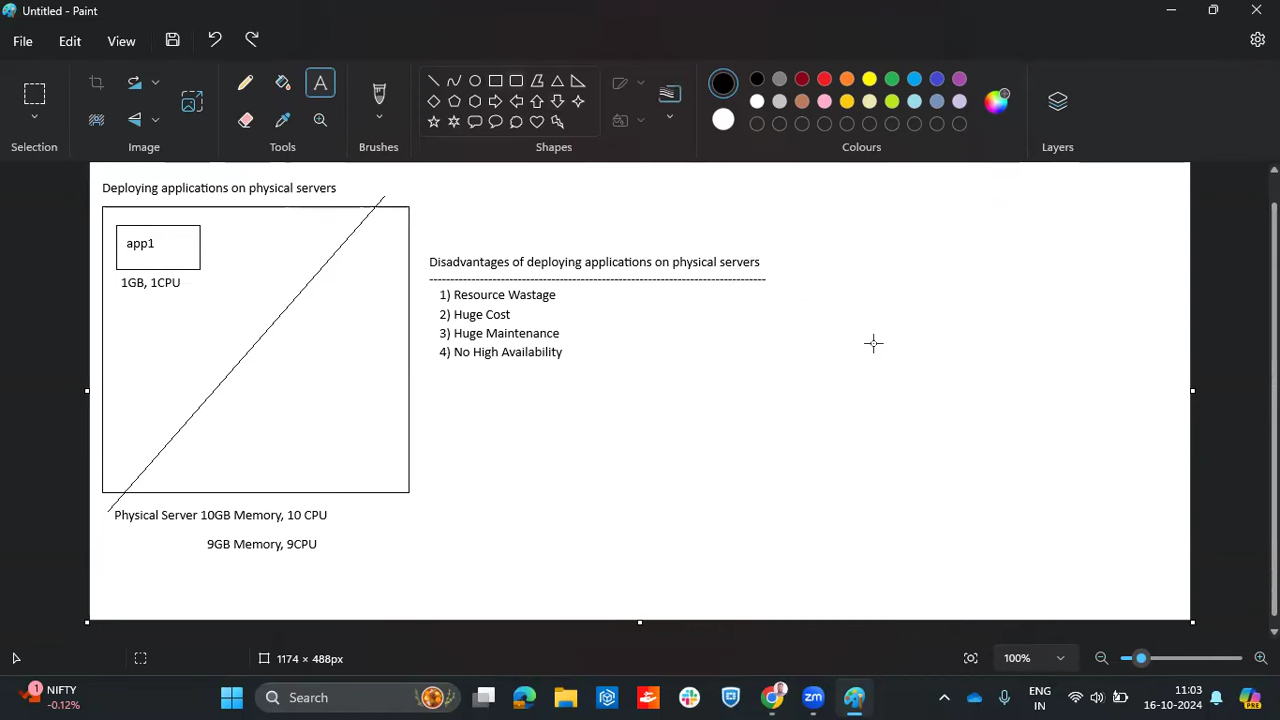 Untitled - Paint
File Edit View
Selection Image Tools Brushes Shapes Colours Layers
Deploying applications on physical servers
app1
1GB, 1CPU
Disadvantages of deploying applications on physical servers
--------------------------------------------------------------------------------
1) Resource Wastage
2) Huge Cost
3) Huge Maintenance
4) No High Availability
Physical Server 10GB Memory, 10 CPU
9GB Memory, 9CPU
1174 × 488px
100%
1
NIFTY
-0.12%
Search
zm
ENG
IN
11:03
16-10-2024
PRE